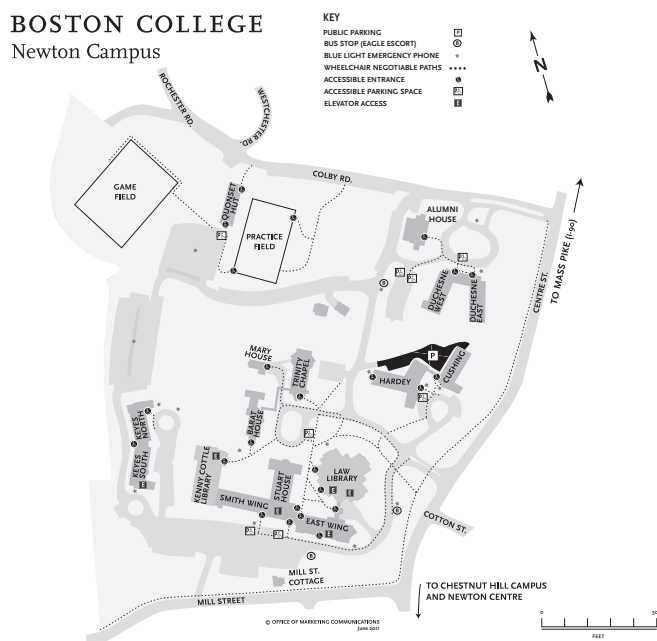 BOSTON COLLEGE
Newton Campus
KEY
PUBLIC PARKING P
BUS STOP (EAGLE ESCORT) B
BLUE LIGHT EMERGENCY PHONE
WHEELCHAIR NEGOTIABLE PATHS
ACCESSIBLE ENTRANCE
ACCESSIBLE PARKING SPACE
ELEVATOR ACCESS E
N
ROCHESTER RD.
WESTCHESTER RD
COLBY RD.
GAME
FIELD
QUONSET
HUT
PRACTICE
FIELD
ALUMNI
HOUSE
CENTRE ST.
TO MASS PIKE (I-90)
B
DUCHESNE
WEST
DUCHESNE
EAST
MARY
HOUSE
TRINITY
CHAPEL
P
HARDEY
CUSHING
KEYES
NORTH
KEYES
SOUTH
E
BARAT
HOUSE
KENNY COTTLE
LIBRARY
E
STUART
HOUSE
LAW
LIBRARY
E
E
SMITH WING
E
EAST WING
E
B
COTTON ST.
B
MILL ST.
COTTAGE
MILL STREET
TO CHESTNUT HILL CAMPUS
AND NEWTON CENTRE
© OFFICE OF MARKETING COMMUNICATIONS
June 2011
0
FEET